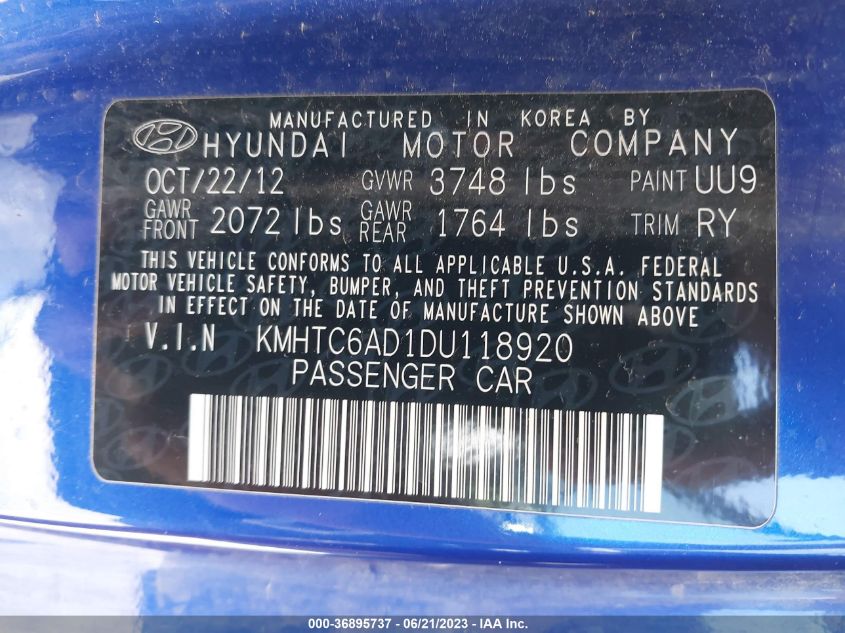 MANUFACTURED IN KOREA BY
HYUNDAI MOTOR COMPANY
OCT/22/12 GVWR 3748 lbs PAINT UU9
GAWR FRONT 2072 lbs GAWR REAR 1764 lbs TRIM RY
THIS VEHICLE CONFORMS TO ALL APPLICABLE U.S.A. FEDERAL
MOTOR VEHICLE SAFETY, BUMPER, AND THEFT PREVENTION STANDARDS
IN EFFECT ON THE DATE OF MANUFACTURE SHOWN ABOVE
V.I.N KMHTC6AD1DU118920
PASSENGER CAR
000-36895737 - 06/21/2023 - IAA Inc.